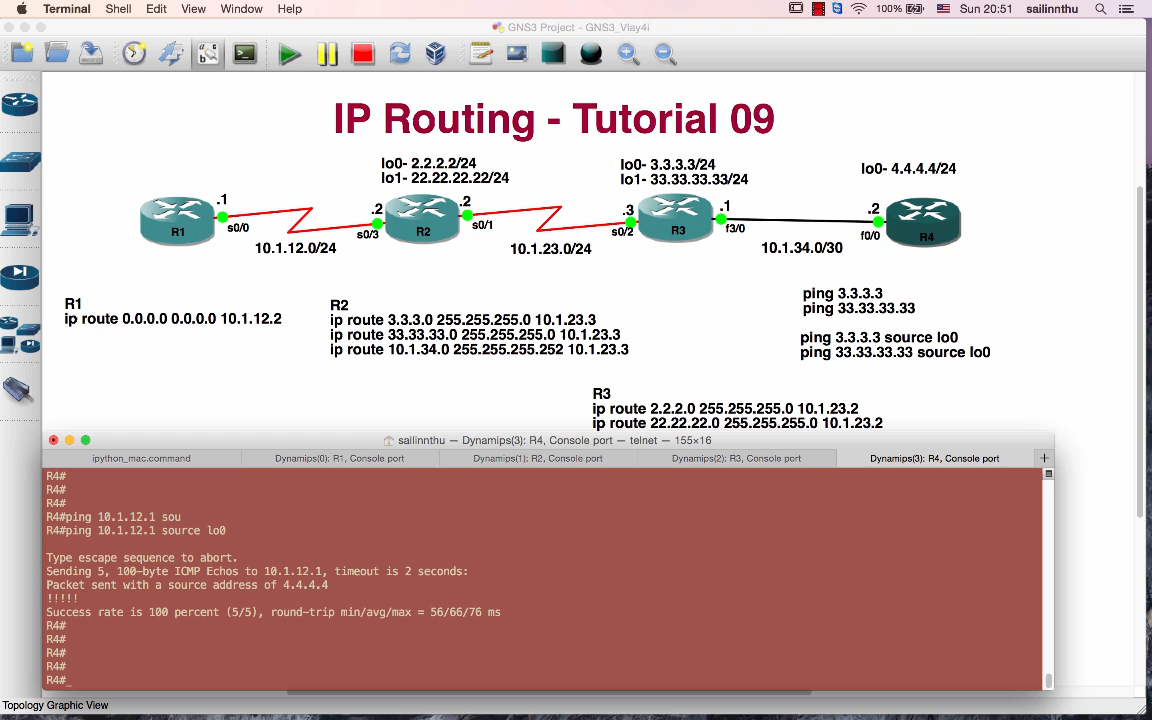 Terminal Shell Edit View Window Help 100% Sun 20:51 sailinnthu
GNS3 Project - GNS3_Vlay4i
IP Routing - Tutorial 09
lo0- 2.2.2.2/24
lo1- 22.22.22.22/24
lo0- 3.3.3.3/24
lo1- 33.33.33.33/24
lo0- 4.4.4.4/24
.1
.2
.2
.3
.1
.2
R1
R2
R3
R4
s0/0
s0/3
s0/1
s0/2
f3/0
f0/0
10.1.12.0/24
10.1.23.0/24
10.1.34.0/30
R1
ip route 0.0.0.0 0.0.0.0 10.1.12.2
R2
ip route 3.3.3.0 255.255.255.0 10.1.23.3
ip route 33.33.33.0 255.255.255.0 10.1.23.3
ip route 10.1.34.0 255.255.255.252 10.1.23.3
ping 3.3.3.3
ping 33.33.33.33
ping 3.3.3.3 source lo0
ping 33.33.33.33 source lo0
R3
ip route 2.2.2.0 255.255.255.0 10.1.23.2
ip route 22.22.22.0 255.255.255.0 10.1.23.2
sailinnthu — Dynamips(3): R4, Console port — telnet — 155×16
ipython_mac.command
Dynamips(0): R1, Console port
Dynamips(1): R2, Console port
Dynamips(2): R3, Console port
Dynamips(3): R4, Console port
R4#
R4#
R4#
R4#ping 10.1.12.1 sou
R4#ping 10.1.12.1 source lo0
Type escape sequence to abort.
Sending 5, 100-byte ICMP Echos to 10.1.12.1, timeout is 2 seconds:
Packet sent with a source address of 4.4.4.4
!!!!!
Success rate is 100 percent (5/5), round-trip min/avg/max = 56/66/76 ms
R4#
R4#
R4#
R4#
R4#
Topology Graphic View